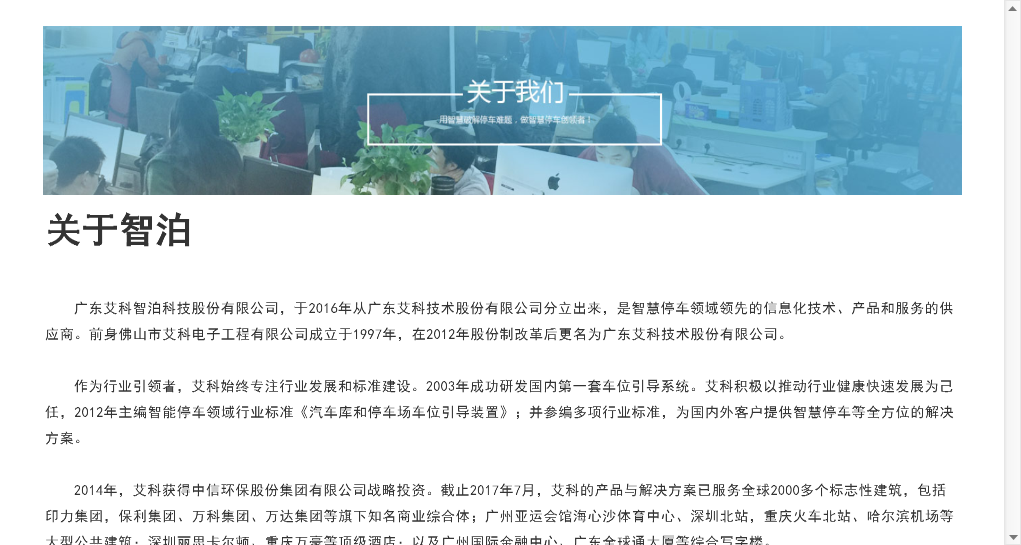 关于我们
用智慧破解停车难题，做智慧停车引领者！
关于智泊
广东艾科智泊科技股份有限公司，于2016年从广东艾科技术股份有限公司分立出来，是智慧停车领域领先的信息化技术、产品和服务的供
应商。前身佛山市艾科电子工程有限公司成立于1997年，在2012年股份制改革后更名为广东艾科技术股份有限公司。
作为行业引领者，艾科始终专注行业发展和标准建设。2003年成功研发国内第一套车位引导系统。艾科积极以推动行业健康快速发展为己
任，2012年主编智能停车领域行业标准《汽车库和停车场车位引导装置》；并参编多项行业标准，为国内外客户提供智慧停车等全方位的解决
方案。
2014年，艾科获得中信环保股份集团有限公司战略投资。截止2017年7月，艾科的产品与解决方案已服务全球2000多个标志性建筑，包括
印力集团，保利集团、万科集团、万达集团等旗下知名商业综合体；广州亚运会馆海心沙体育中心、深圳北站，重庆火车北站、哈尔滨机场等
大型公共建筑；深圳丽思卡尔顿、重庆万豪等顶级酒店；以及广州国际金融中心、广东全球通大厦等综合写字楼。